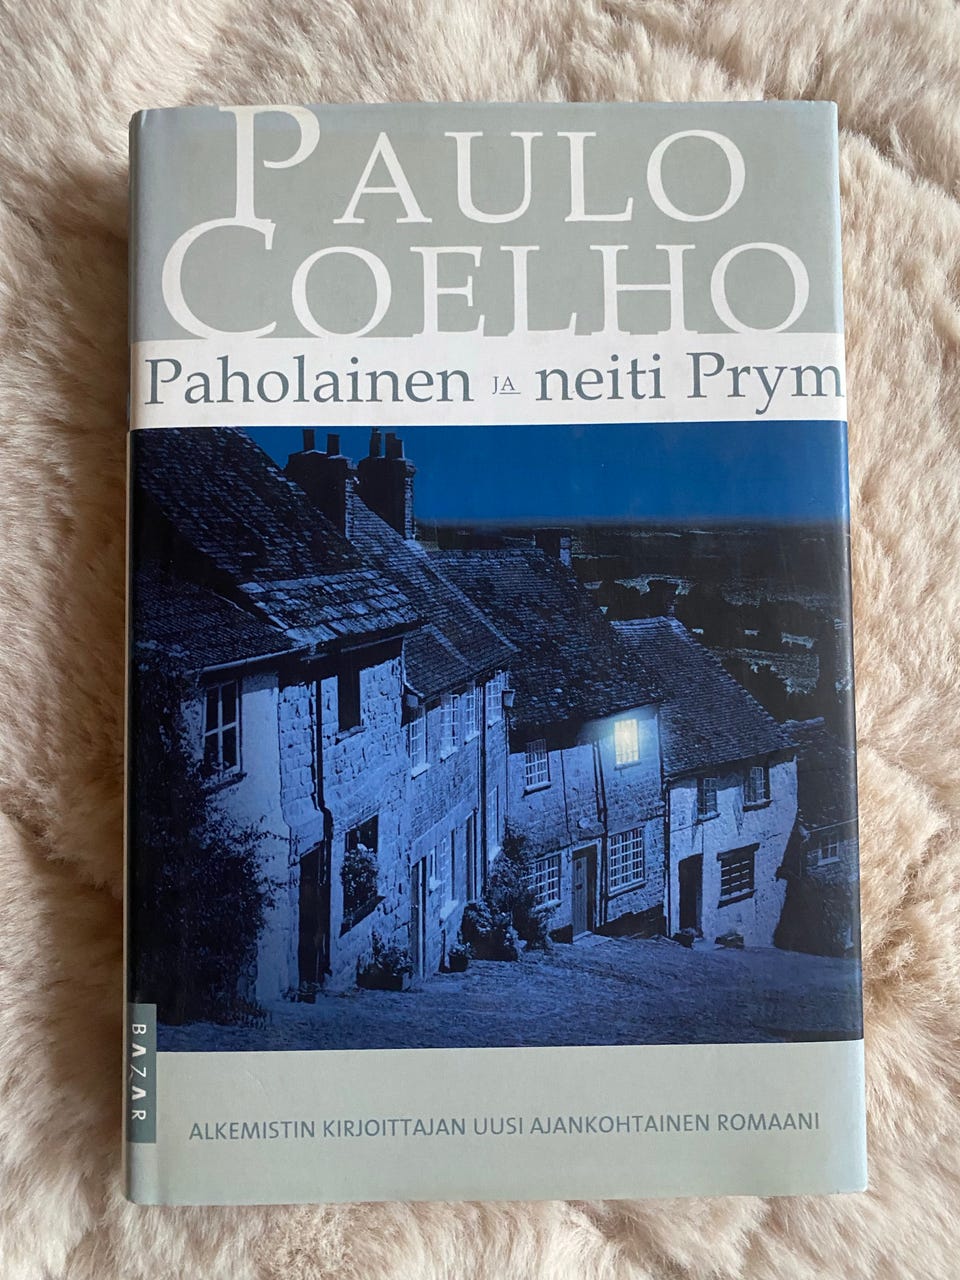 PAULO
COELHO
Paholainen JA neiti Prym
BAZAR
ALKEMISTIN KIRJOITTAJAN UUSI AJANKOHTAINEN ROMAANI